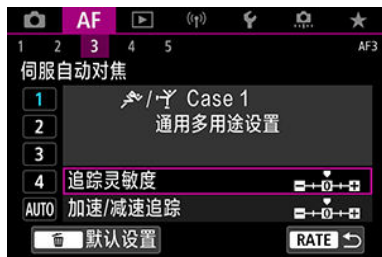 AF
1 2 3 4 5 AF3
伺服自动对焦
1 / Case 1
2 通用多用途设置
3
4 追踪灵敏度 0
AUTO 加速/减速追踪 0
默认设置 RATE